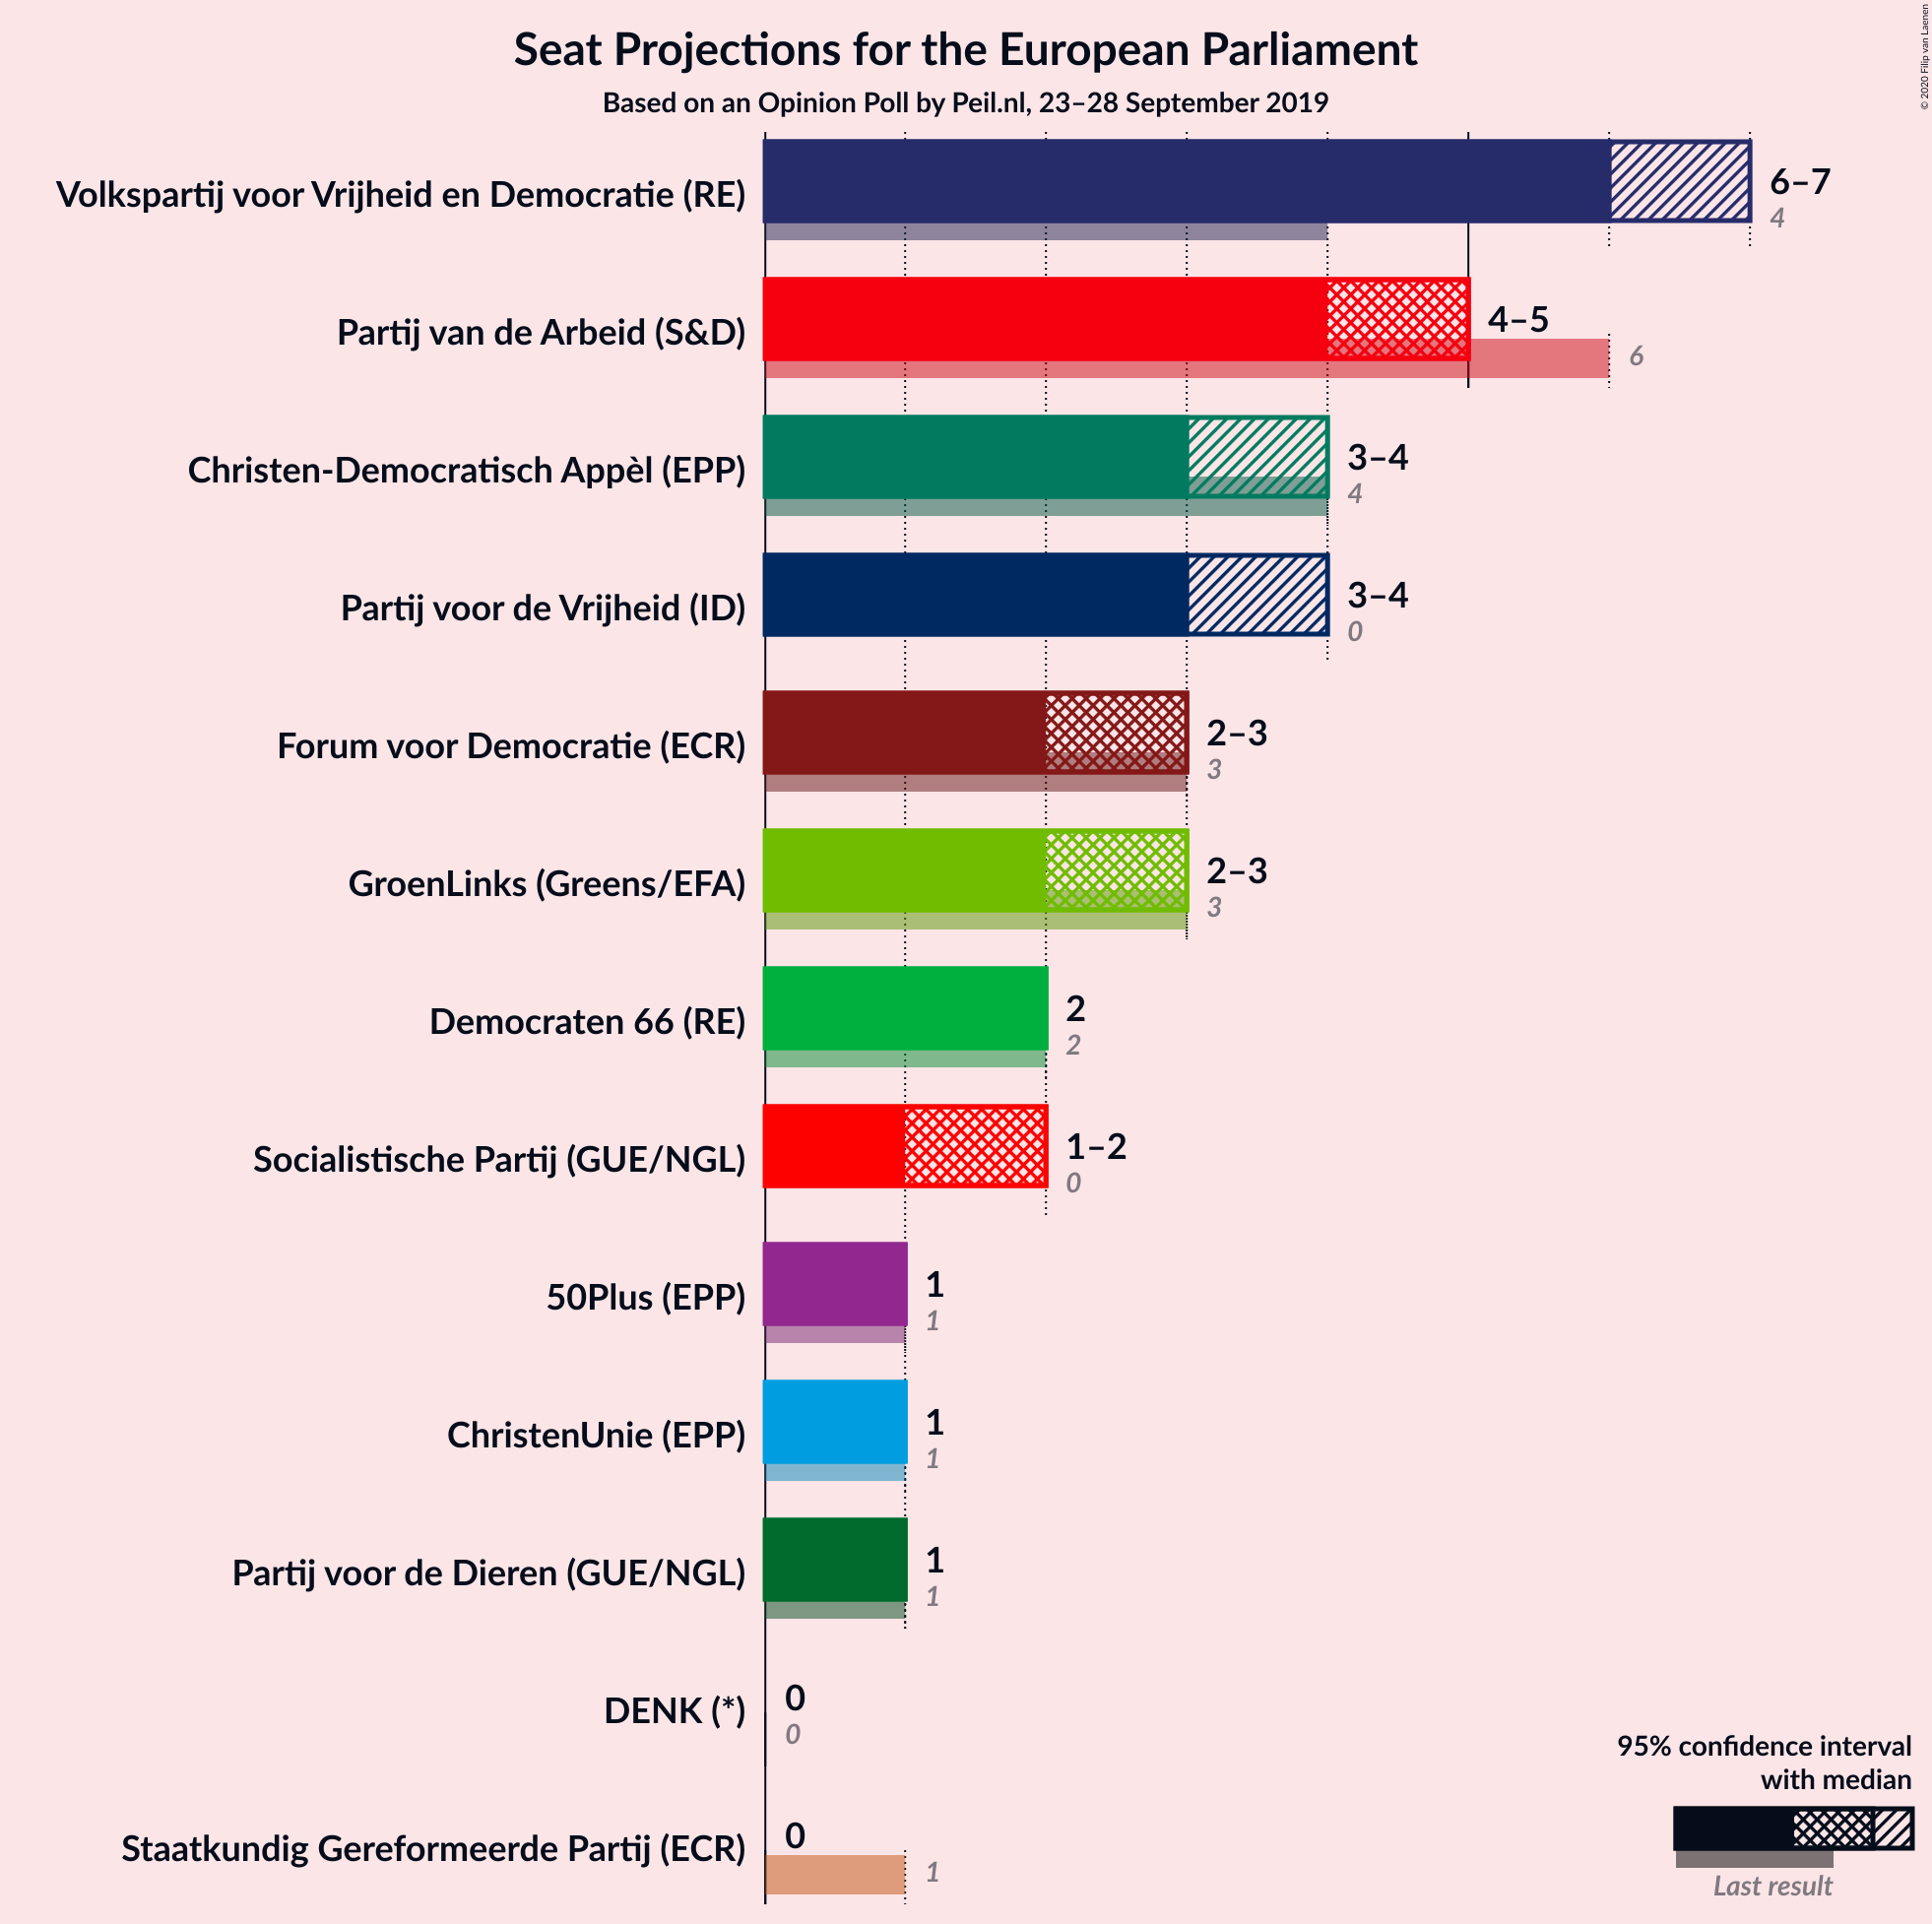 Seat Projections for the European Parliament
Based on an Opinion Poll by Peil.nl, 23–28 September 2019
© 2020 Filip van Laenen
Volkspartij voor Vrijheid en Democratie (RE)
6–7
4
Partij van de Arbeid (S&D)
4–5
6
Christen-Democratisch Appèl (EPP)
3–4
4
Partij voor de Vrijheid (ID)
3–4
0
Forum voor Democratie (ECR)
2–3
3
GroenLinks (Greens/EFA)
2–3
3
Democraten 66 (RE)
2
2
Socialistische Partij (GUE/NGL)
1–2
0
50Plus (EPP)
1
1
ChristenUnie (EPP)
1
1
Partij voor de Dieren (GUE/NGL)
1
1
DENK (*)
0
0
Staatkundig Gereformeerde Partij (ECR)
0
1
95% confidence interval
with median
Last result